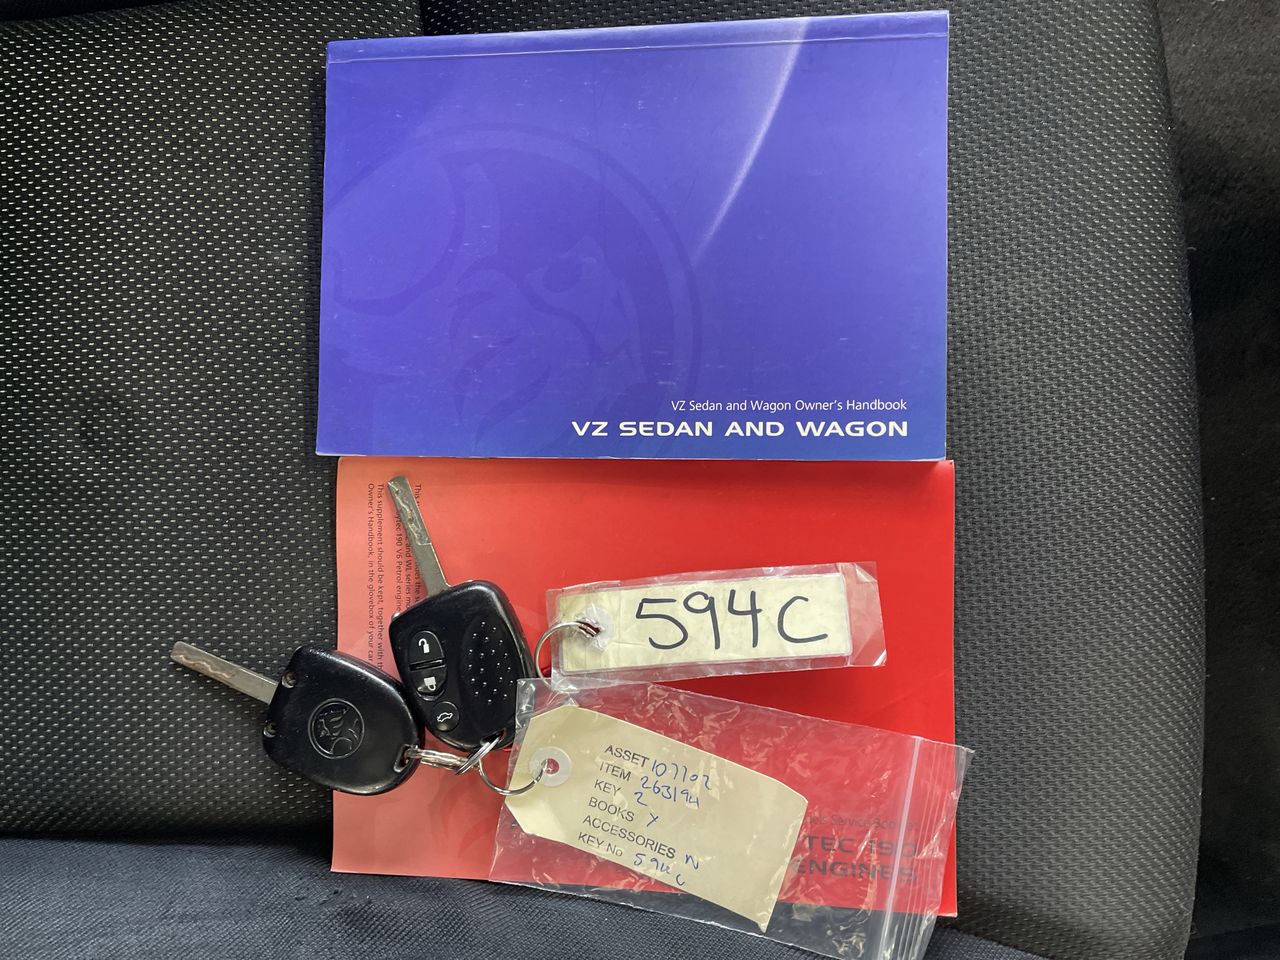 VZ Sedan and Wagon Owner's Handbook
VZ SEDAN AND WAGON
This supplement should be kept, together with th
Owner's Handbook, in the glovebox of your car
594C
ASSET 107702
ITEM 263194
KEY 2
BOOKS Y
ACCESSORIES N
KEY No 594C
TEC 190
ENGINES